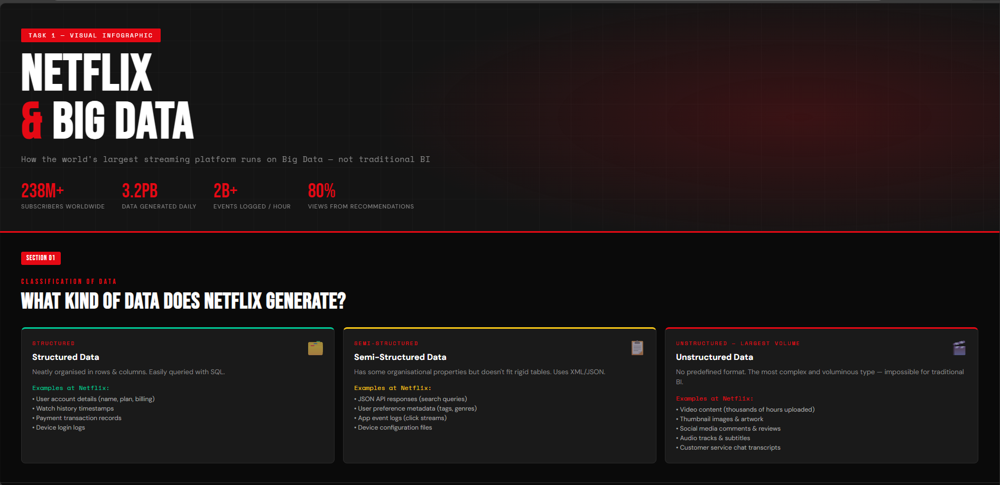 TASK 1 — VISUAL INFOGRAPHIC
NETFLIX
& BIG DATA
How the world's largest streaming platform runs on Big Data — not traditional BI
238M+
SUBSCRIBERS WORLDWIDE
3.2PB
DATA GENERATED DAILY
2B+
EVENTS LOGGED / HOUR
80%
VIEWS FROM RECOMMENDATIONS
SECTION 01
CLASSIFICATION OF DATA
WHAT KIND OF DATA DOES NETFLIX GENERATE?
STRUCTURED
Structured Data
Neatly organised in rows & columns. Easily queried with SQL.
Examples at Netflix:
• User account details (name, plan, billing)
• Watch history timestamps
• Payment transaction records
• Device login logs
SEMI-STRUCTURED
Semi-Structured Data
Has some organisational properties but doesn't fit rigid tables. Uses XML/JSON.
Examples at Netflix:
• JSON API responses (search queries)
• User preference metadata (tags, genres)
• App event logs (click streams)
• Device configuration files
UNSTRUCTURED — LARGEST VOLUME
Unstructured Data
No predefined format. The most complex and voluminous type — impossible for traditional
BI.
Examples at Netflix:
• Video content (thousands of hours uploaded)
• Thumbnail images & artwork
• Social media comments & reviews
• Audio tracks & subtitles
• Customer service chat transcripts